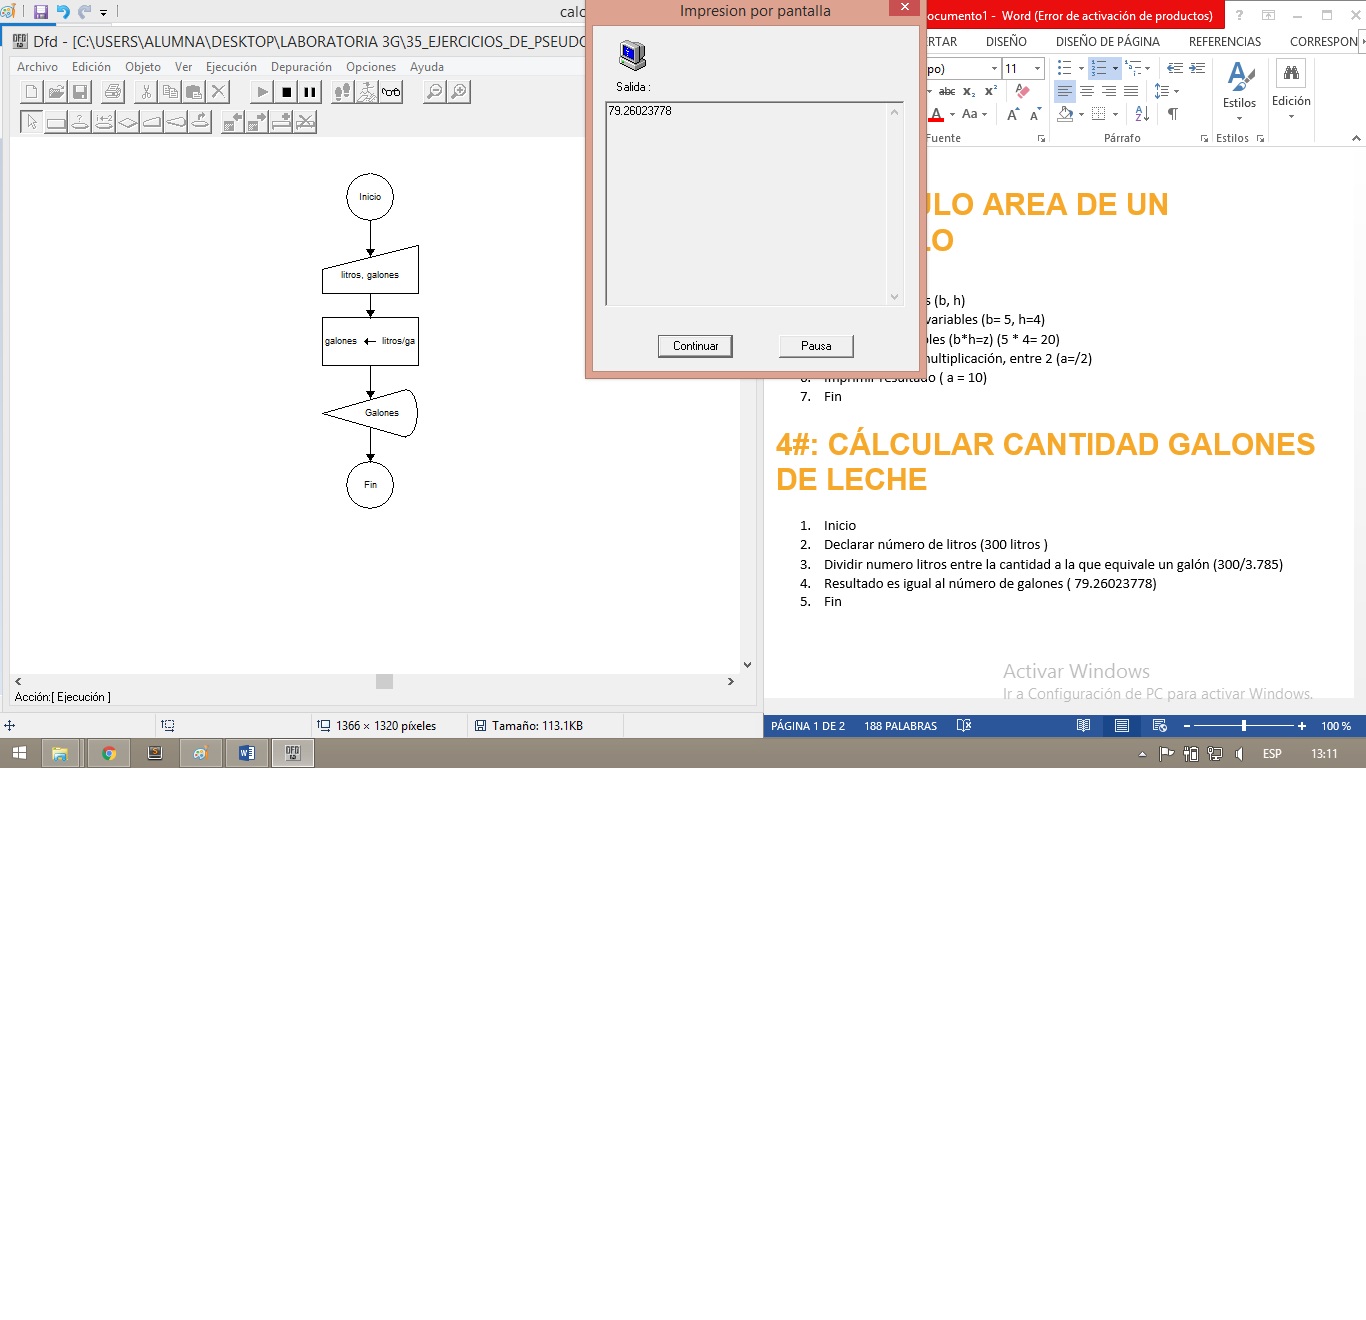 calc
Dfd - [C:\USERS\ALUMNA\DESKTOP\LABORATORIA 3G\35_EJERCICIOS_DE_PSEUDO
Archivo Edición Objeto Ver Ejecución Depuración Opciones Ayuda
Inicio
litros, galones
galones litros/ga
Galones
Fin
Acción:[ Ejecución ]
1366 × 1320 píxeles
Tamaño: 113.1KB
Impresion por pantalla
Salida :
79.26023778
Continuar
Pausa
ocumento1 - Word (Error de activación de productos)
RTAR DISEÑO DISEÑO DE PÁGINA REFERENCIAS CORRESPON
po) 11
abc x₂ x²
A Aa A A
Estilos
Edición
fuente Párrafo Estilos
ULO AREA DE UN
LO
s (b, h)
variables (b= 5, h=4)
les (b*h=z) (5 * 4= 20)
multiplicación, entre 2 (a=/2)
6. Imprimir resultado ( a = 10)
7. Fin
4#: CÁLCULAR CANTIDAD GALONES
DE LECHE
1. Inicio
2. Declarar número de litros (300 litros )
3. Dividir numero litros entre la cantidad a la que equivale un galón (300/3.785)
4. Resultado es igual al número de galones ( 79.26023778)
5. Fin
Activar Windows
Ir a Configuración de PC para activar Windows.
PÁGINA 1 DE 2 188 PALABRAS 100 %
ESP 13:11